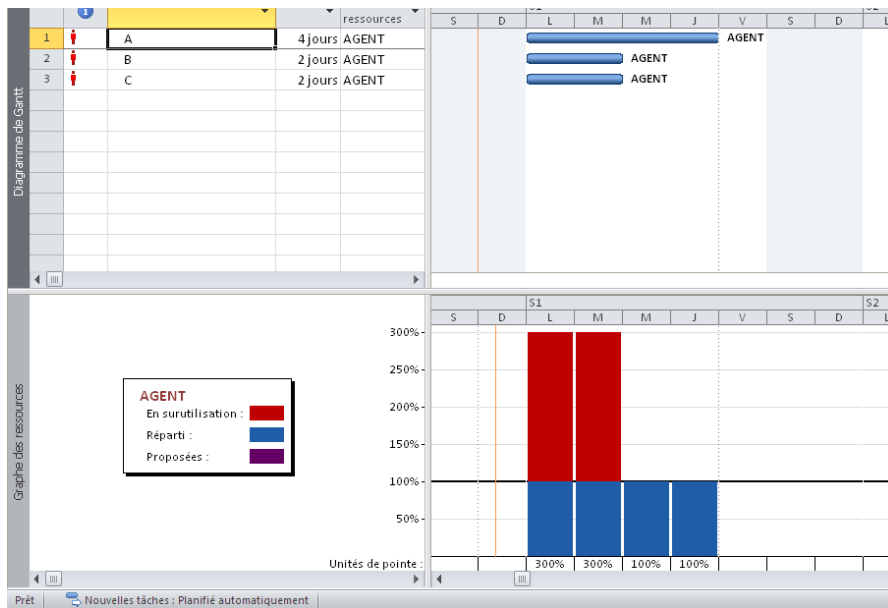 ressources
S1
S2
S D L M M J V S D L
1 A 4 jours AGENT AGENT
2 B 2 jours AGENT AGENT
3 C 2 jours AGENT AGENT
Diagramme de Gantt
S1 S2
S D L M M J V S D L
300%
250%
200%
150%
100%
50%
AGENT
En surutilisation :
Réparti :
Proposées :
Graphe des ressources
Unités de pointe : 300% 300% 100% 100%
Prêt Nouvelles tâches : Planifié automatiquement